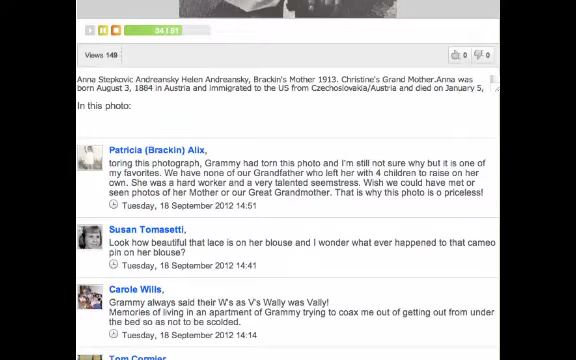 34 / 51
Views 149
0
0
Anna Stepkovic Andreansky Helen Andreansky, Brackin's Mother 1913. Christine's Grand Mother.Anna was
born August 3, 1884 in Austria and immigrated to the US from Czechoslovakia/Austria and died on January 5,
In this photo:
Patricia (Brackin) Alix,
toring this photograph, Grammy had torn this photo and I'm still not sure why but it is one of
my favorites. We have none of our Grandfather who left her with 4 children to raise on her
own. She was a hard worker and a very talented seemstress. Wish we could have met or
seen photos of her Mother or our Great Grandmother. That is why this photo is o priceless!
Tuesday, 18 September 2012 14:51
Susan Tomasetti,
Look how beautiful that lace is on her blouse and I wonder what ever happened to that cameo
pin on her blouse?
Tuesday, 18 September 2012 14:41
Carole Wills,
Grammy always said their W's as V's Wally was Vally!
Memories of living in an apartment of Grammy trying to coax me out of getting out from under
the bed so as not to be scolded.
Tuesday, 18 September 2012 14:14
Tom Cormier